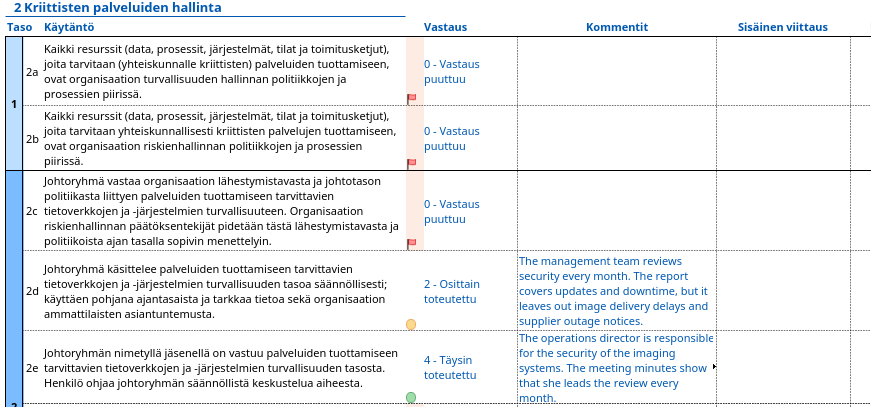 2 Kriittisten palveluiden hallinta
Taso Käytäntö Vastaus Kommentit Sisäinen viittaus
1
2a
Kaikki resurssit (data, prosessit, järjestelmät, tilat ja toimitusketjut),
joita tarvitaan (yhteiskunnalle kriittisten) palveluiden tuottamiseen,
ovat organisaation turvallisuuden hallinnan politiikkojen ja
prosessien piirissä.
0 - Vastaus
puuttuu
2b
Kaikki resurssit (data, prosessit, järjestelmät, tilat ja toimitusketjut),
joita tarvitaan yhteiskunnallisesti kriittisten palvelujen tuottamiseen,
ovat organisaation riskienhallinnan politiikkojen ja prosessien
piirissä.
0 - Vastaus
puuttuu
2c
Johtoryhmä vastaa organisaation lähestymistavasta ja johtotason
politiikasta liittyen palveluiden tuottamiseen tarvittavien
tietoverkkojen ja -järjestelmien turvallisuuteen. Organisaation
riskienhallinnan päätöksentekijät pidetään tästä lähestymistavasta ja
politiikoista ajan tasalla sopivin menettelyin.
0 - Vastaus
puuttuu
2d
Johtoryhmä käsittelee palveluiden tuottamiseen tarvittavien
tietoverkkojen ja -järjestelmien turvallisuuden tasoa säännöllisesti;
käyttäen pohjana ajantasaista ja tarkkaa tietoa sekä organisaation
ammattilaisten asiantuntemusta.
2 - Osittain
toteutettu
The management team reviews
security every month. The report
covers updates and downtime, but it
leaves out image delivery delays and
supplier outage notices.
2e
Johtoryhmän nimetyllä jäsenellä on vastuu palveluiden tuottamiseen
tarvittavien tietoverkkojen ja -järjestelmien turvallisuuden tasosta.
Henkilö ohjaa johtoryhmän säännöllistä keskustelua aiheesta.
4 - Täysin
toteutettu
The operations director is responsible
for the security of the imaging
systems. The meeting minutes show
that she leads the review every
month.